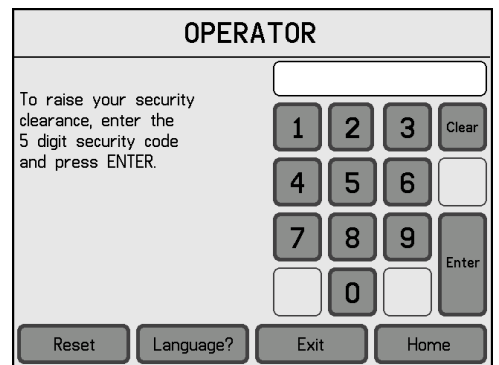 OPERATOR
To raise your security
clearance, enter the
5 digit security code
and press ENTER.
1 2 3 Clear
4 5 6
7 8 9
Enter
0
Reset Language? Exit Home